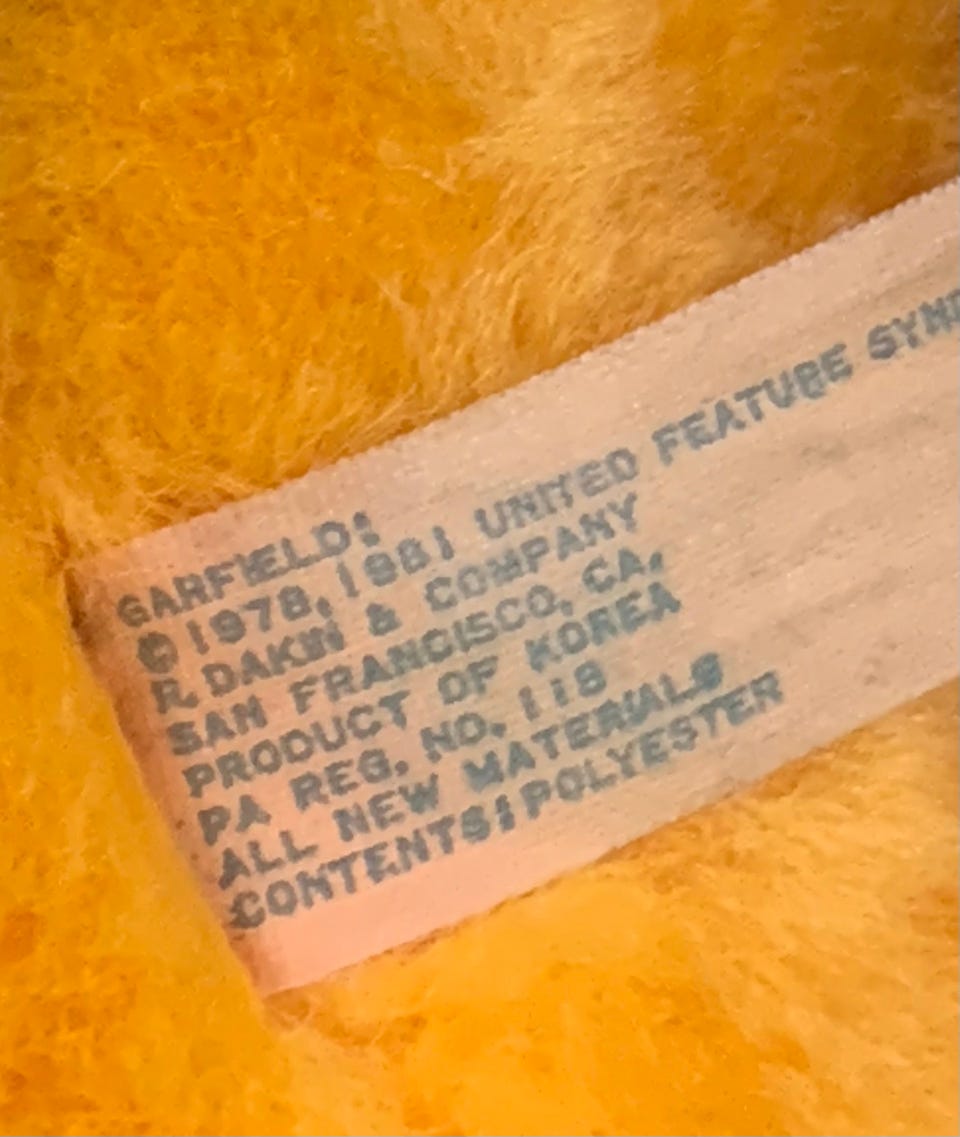 GARFIELD:
©1978, 1981 UNITED FEATURE SYND
R. DAKIN & COMPANY
SAN FRANCISCO, CA.
PRODUCT OF KOREA
PA REG. NO. 118
ALL NEW MATERIALS
CONTENTS: POLYESTER